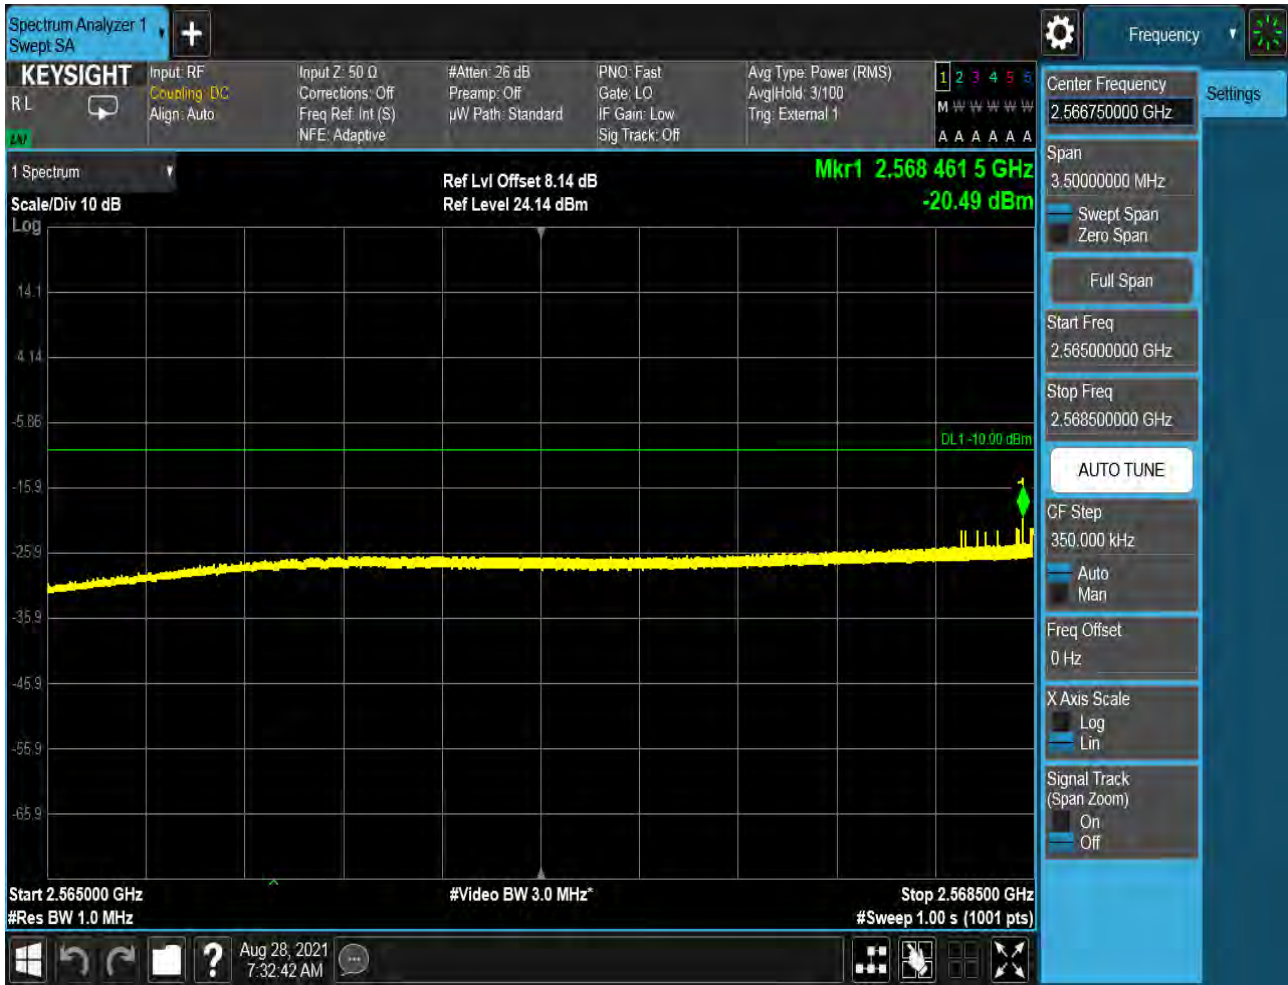 Spectrum Analyzer 1
Swept SA
+
Frequency
KEYSIGHT
R L
LXI
Input: RF
Coupling: DC
Align: Auto
Input Z: 50 Ω
Corrections: Off
Freq Ref: Int (S)
NFE: Adaptive
#Atten: 26 dB
Preamp: Off
µW Path: Standard
PNO: Fast
Gate: LO
IF Gain: Low
Sig Track: Off
Avg Type: Power (RMS)
Avg|Hold: 3/100
Trig: External 1
1 2 3 4 5 6
M W W W W W
A A A A A A
1 Spectrum
Scale/Div 10 dB
Log
Ref Lvl Offset 8.14 dB
Ref Level 24.14 dBm
Mkr1 2.568 461 5 GHz
-20.49 dBm
14.1
4.14
-5.86
DL1 -10.00 dBm
-15.9
1
-25.9
-35.9
-45.9
-55.9
-65.9
Start 2.565000 GHz
#Res BW 1.0 MHz
#Video BW 3.0 MHz*
Stop 2.568500 GHz
#Sweep 1.00 s (1001 pts)
Center Frequency
2.566750000 GHz
Settings
Span
3.50000000 MHz
Swept Span
Zero Span
Full Span
Start Freq
2.565000000 GHz
Stop Freq
2.568500000 GHz
AUTO TUNE
CF Step
350.000 kHz
Auto
Man
Freq Offset
0 Hz
X Axis Scale
Log
Lin
Signal Track
(Span Zoom)
On
Off
?
Aug 28, 2021
7:32:42 AM